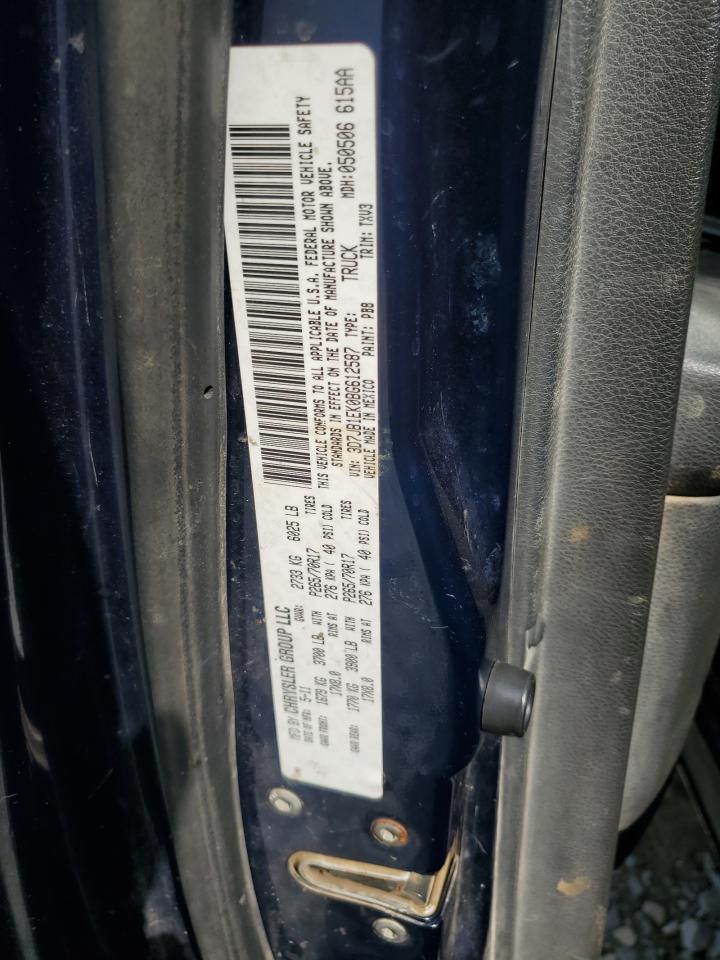 MFD BY CHRYSLER GROUP LLC
DATE OF MFR: 5-11 GVWR: 2733 KG 6025 LB
GAWR FRONT: 1679 KG 3700 LB WITH P265/70R17 TIRES
17X8.0 RIMS AT 276 KPA ( 40 PSI) COLD
GAWR REAR: 1770 KG 3900 LB WITH P265/70R17 TIRES
17X8.0 RIMS AT 276 KPA ( 40 PSI) COLD
THIS VEHICLE CONFORMS TO ALL APPLICABLE U.S.A. FEDERAL MOTOR VEHICLE SAFETY
STANDARDS IN EFFECT ON THE DATE OF MANUFACTURE SHOWN ABOVE.
VIN: 3D7JB1EK0BG612587 TYPE: TRUCK MDH:050506 615AA
VEHICLE MADE IN MEXICO PAINT: PB8 TRIM: TXV3